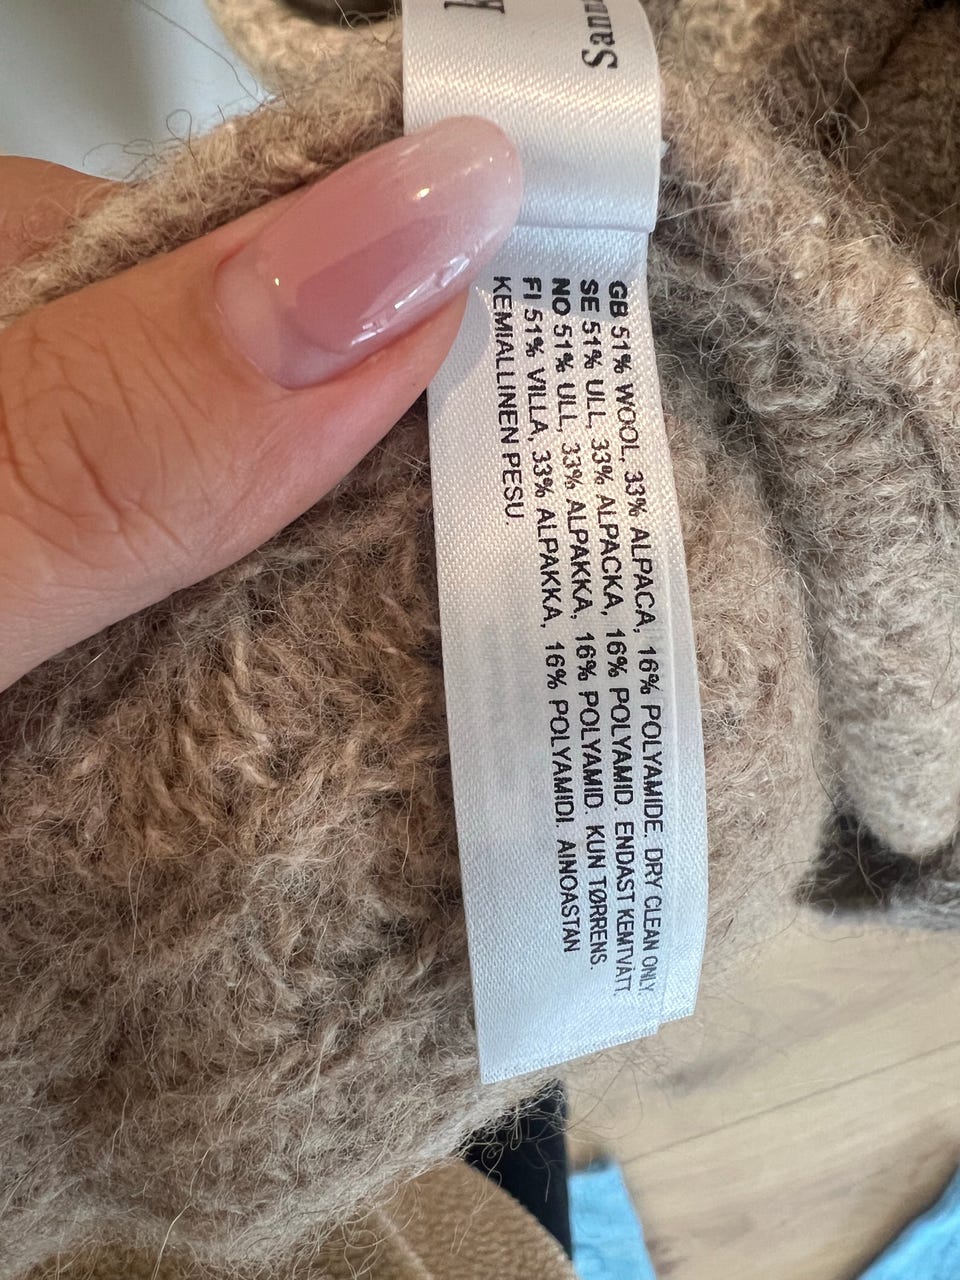 GB 51% WOOL, 33% ALPACA, 16% POLYAMIDE. DRY CLEAN ONLY.
SE 51% ULL, 33% ALPACKA, 16% POLYAMID. ENDAST KEMTVÄTT.
NO 51% ULL, 33% ALPAKKA, 16% POLYAMID. KUN TØRRENS.
FI 51% VILLA, 33% ALPAKKA, 16% POLYAMIDI. AINOASTAN
KEMIALLINEN PESU.